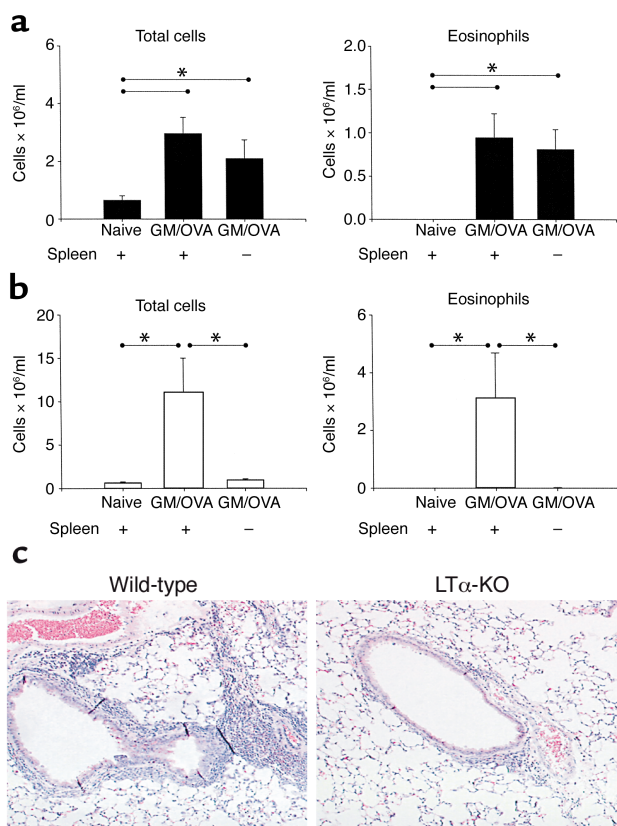 a
Total cells
Eosinophils
Cells × 10⁶/ml
6
4
2
0
*
Naive GM/OVA GM/OVA
Spleen + + −
Cells × 10⁶/ml
2.0
1.5
1.0
0.5
0.0
*
Naive GM/OVA GM/OVA
+ + −
b
Total cells
Eosinophils
Cells × 10⁶/ml
20
15
10
5
0
* *
Naive GM/OVA GM/OVA
Spleen + + −
Cells × 10⁶/ml
6
4
2
0
* *
Naive GM/OVA GM/OVA
+ + −
c
Wild-type
LTα-KO